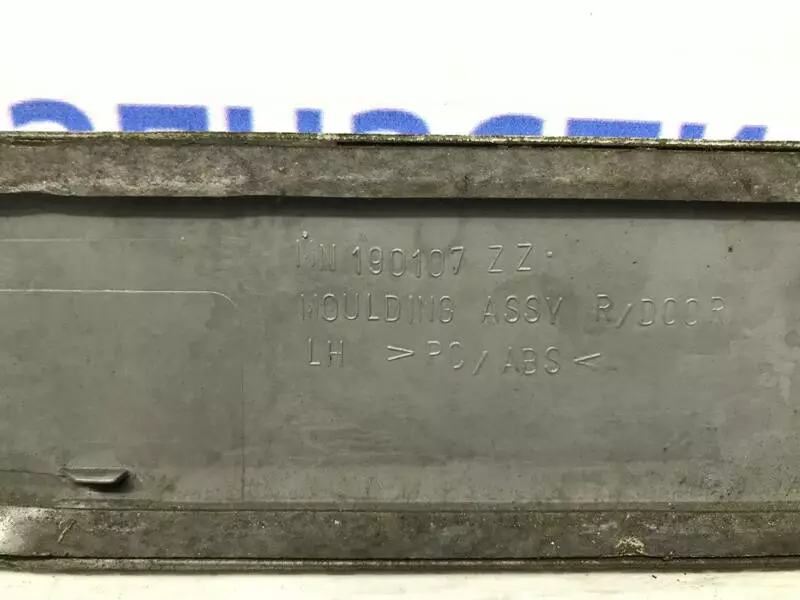 MN 190107 ZZ.
MOULDING ASSY R/DOOR
LH >PC/ABS<